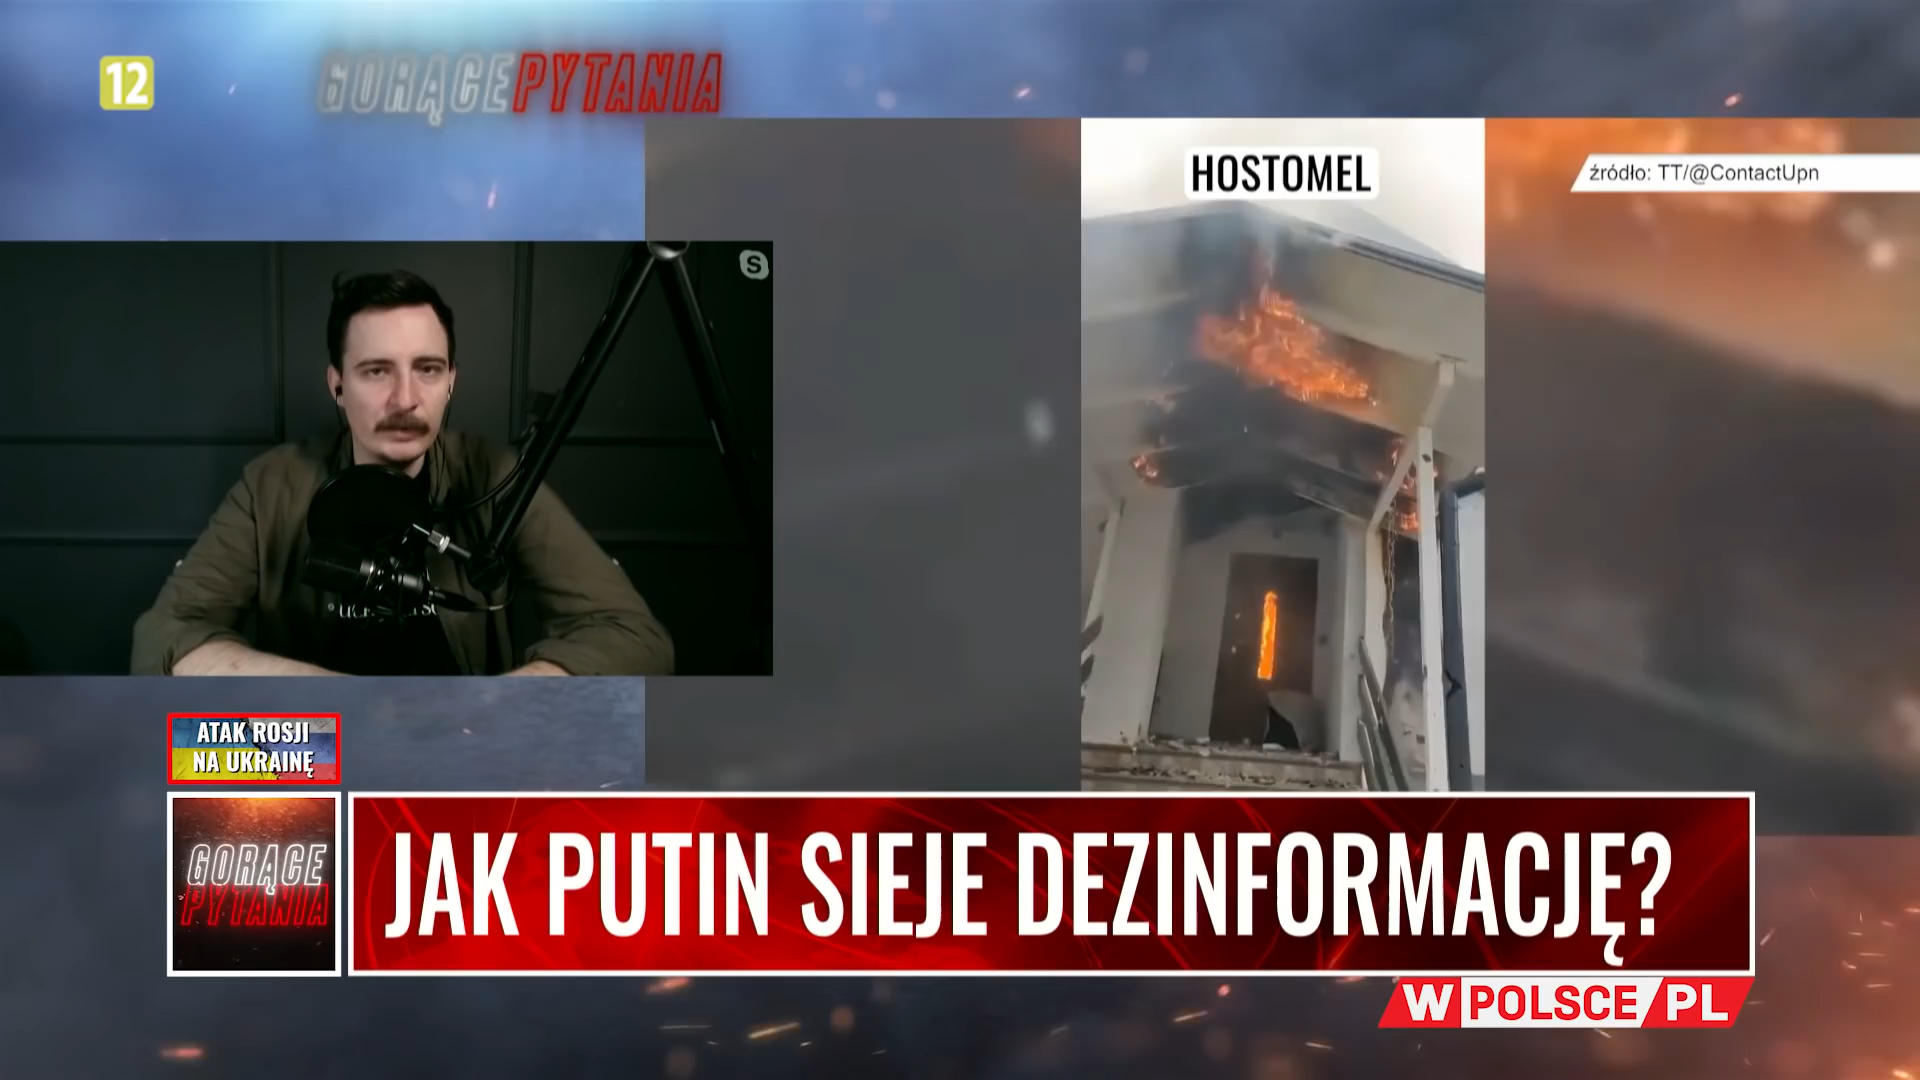 12
GORĄCE PYTANIA
HOSTOMEL
źródło: TT/@ContactUpn
S
ATAK ROSJI
NA UKRAINĘ
GORĄCE
PYTANIA
JAK PUTIN SIEJE DEZINFORMACJĘ?
WPOLSCE/PL